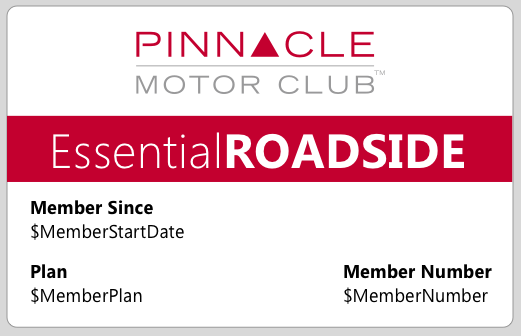 PINNACLE
MOTOR CLUB™
EssentialROADSIDE
Member Since
$MemberStartDate
Plan
$MemberPlan
Member Number
$MemberNumber